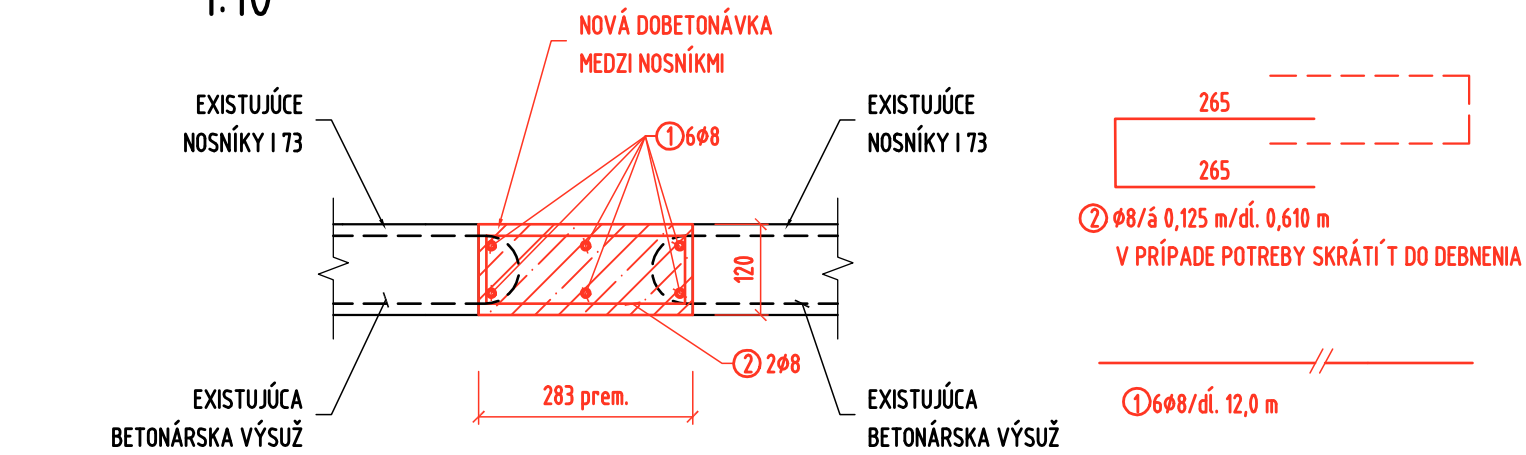 1:10
NOVÁ DOBETONÁVKA
MEDZI NOSNÍKMI
EXISTUJÚCE
NOSNÍKY I 73
1 6ø8
EXISTUJÚCE
NOSNÍKY I 73
265
265
2 ø8/á 0,125 m/dĺ. 0,610 m
V PRÍPADE POTREBY SKRÁTÍ T DO DEBNENIA
120
2 2ø8
283 prem.
EXISTUJÚCA
BETONÁRSKA VÝSUŽ
EXISTUJÚCA
BETONÁRSKA VÝSUŽ
1 6ø8/dĺ. 12,0 m